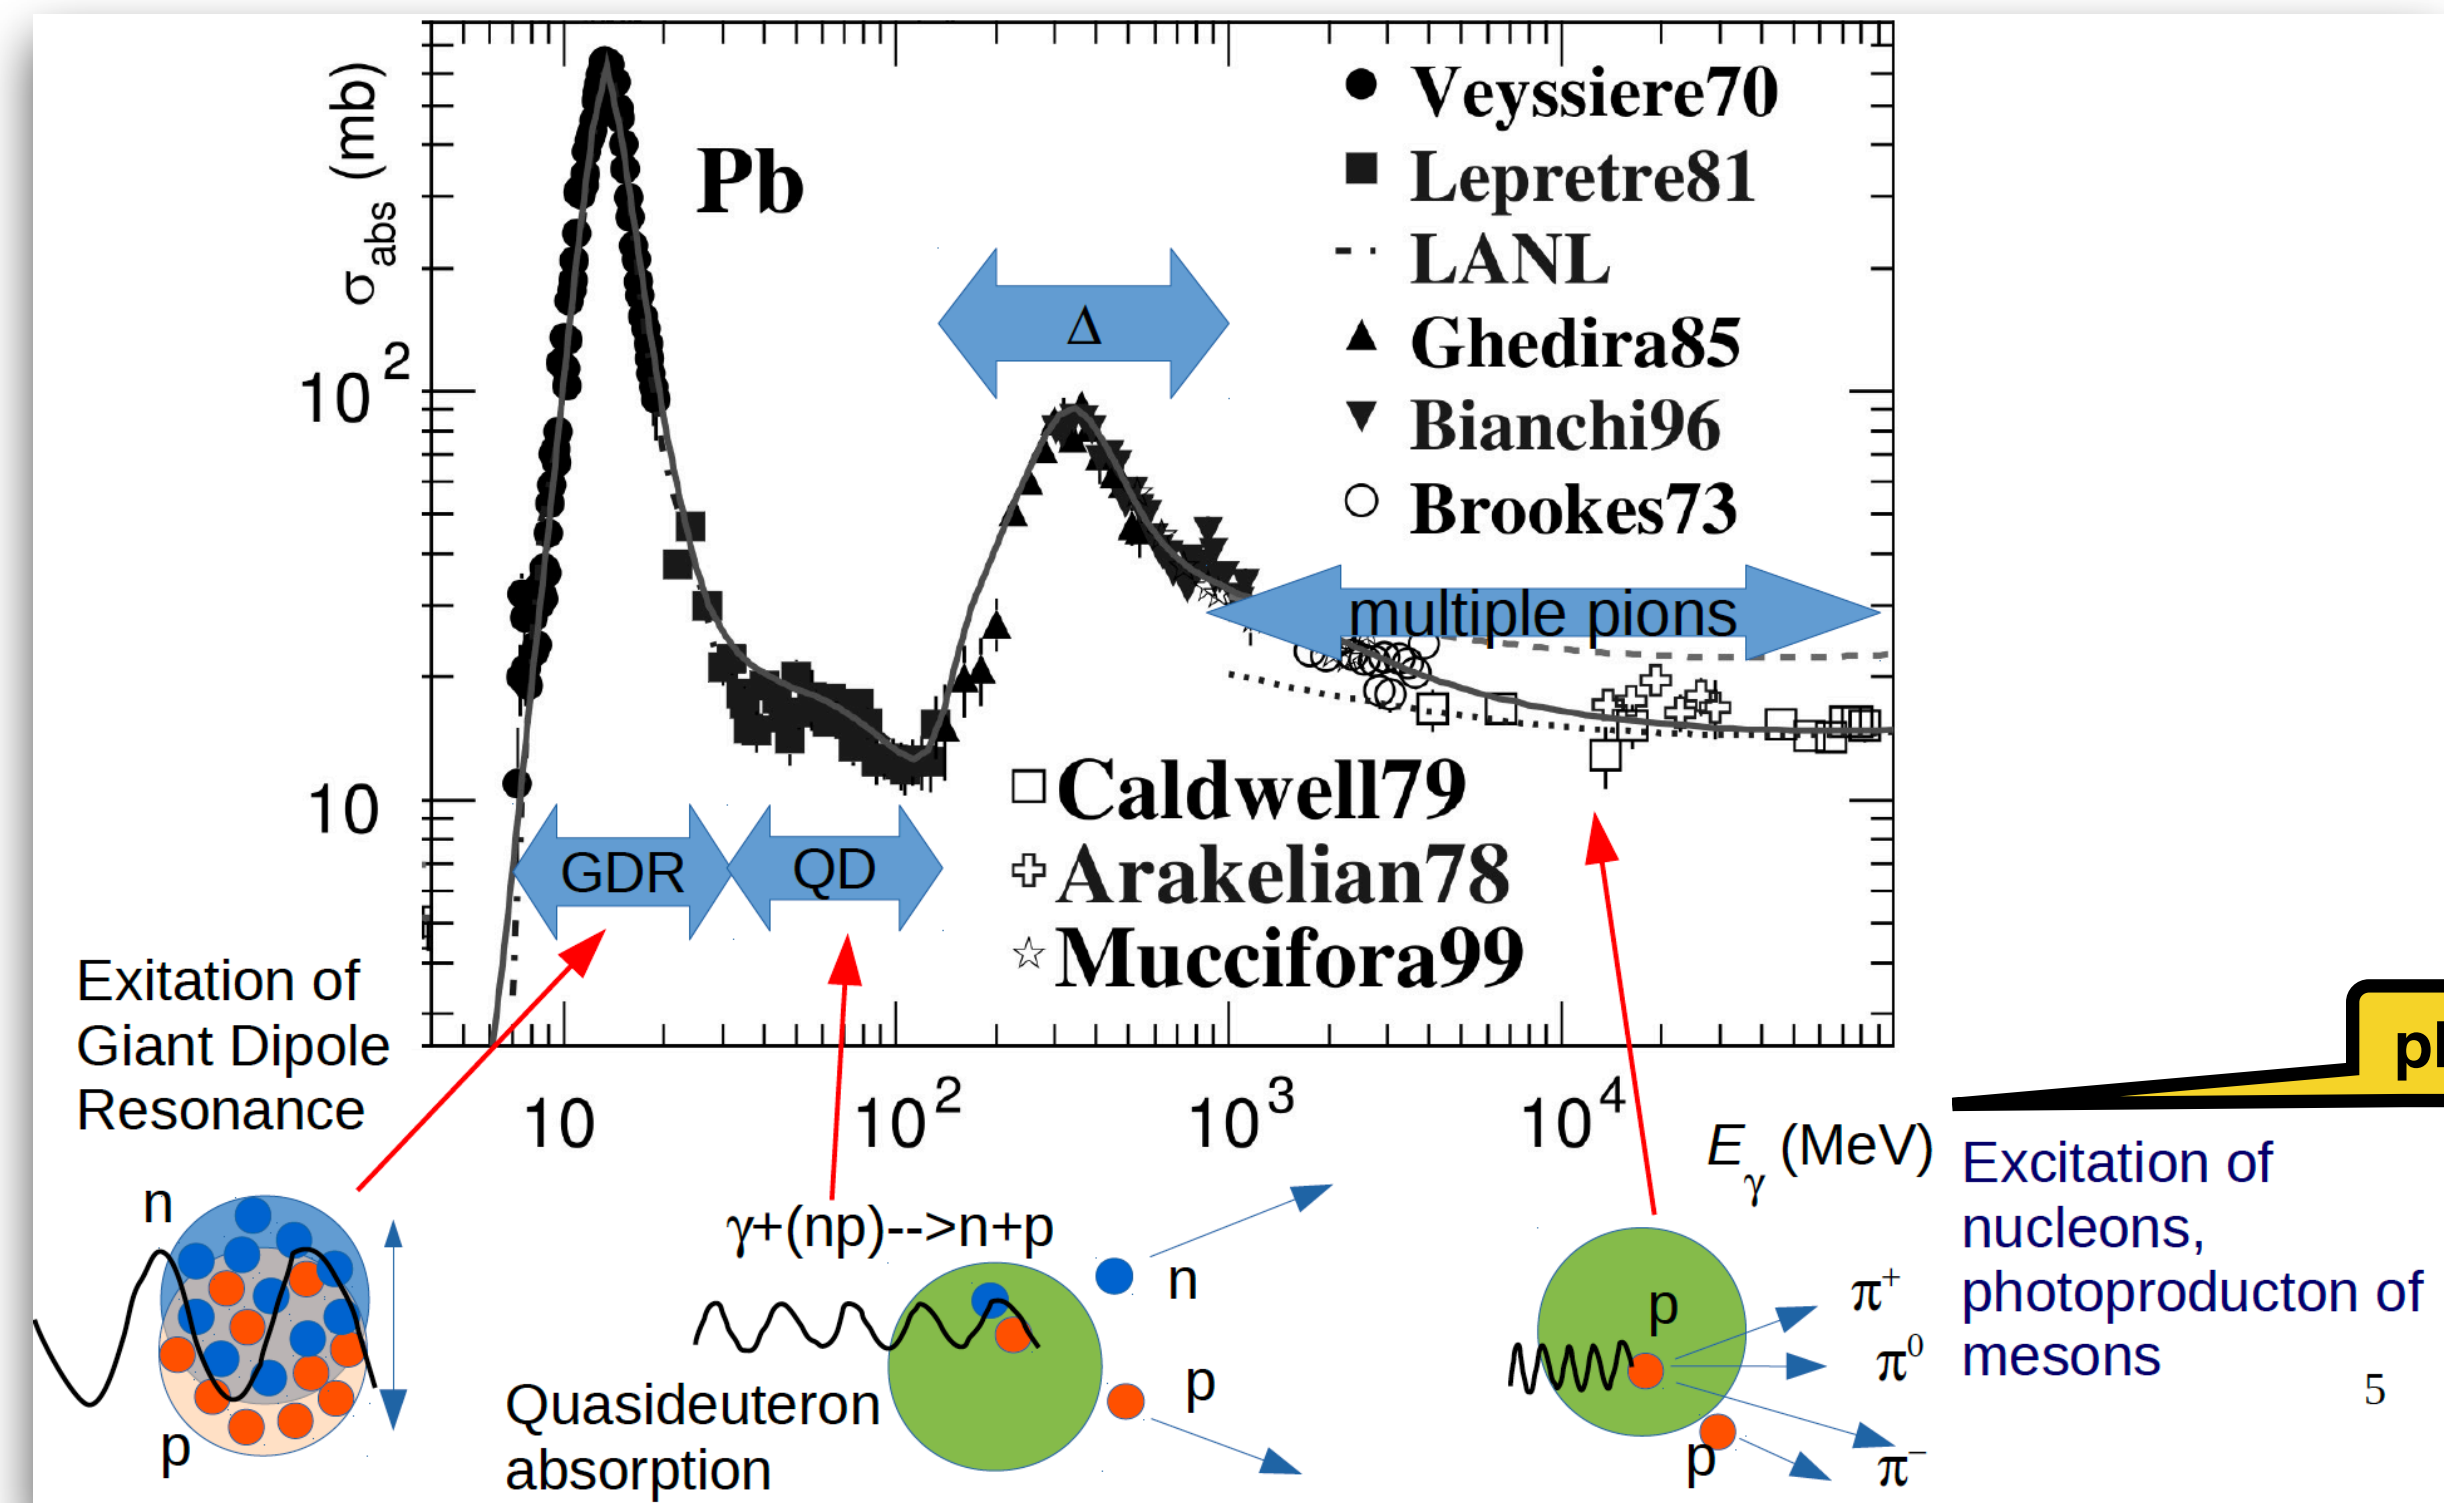 σabs (mb)
Pb
Veyssiere70
Lepretre81
LANL
Ghedira85
Bianchi96
Brookes73
Δ
multiple pions
10²
10
Caldwell79
Arakelian78
Muccifora99
GDR
QD
10
10²
10³
10⁴
Eγ (MeV)
Exitation of
Giant Dipole
Resonance
n
p
γ+(np)-->n+p
n
p
Quasideuteron
absorption
p
π⁺
π⁰
π⁻
p
Excitation of
nucleons,
photoproducton of
mesons
5